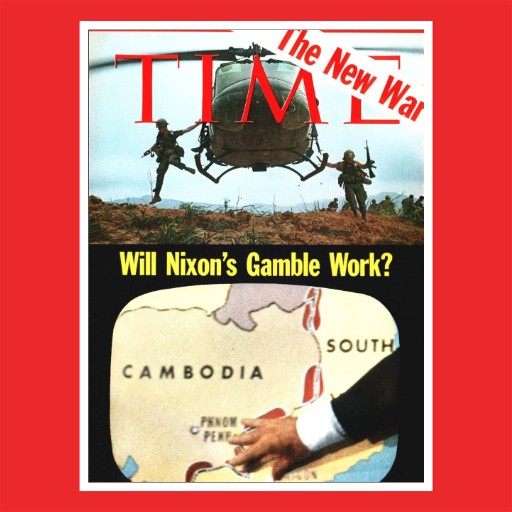 The New War
TIME
Will Nixon's Gamble Work?
SOUTH
CAMBODIA
PHNOM
PENH